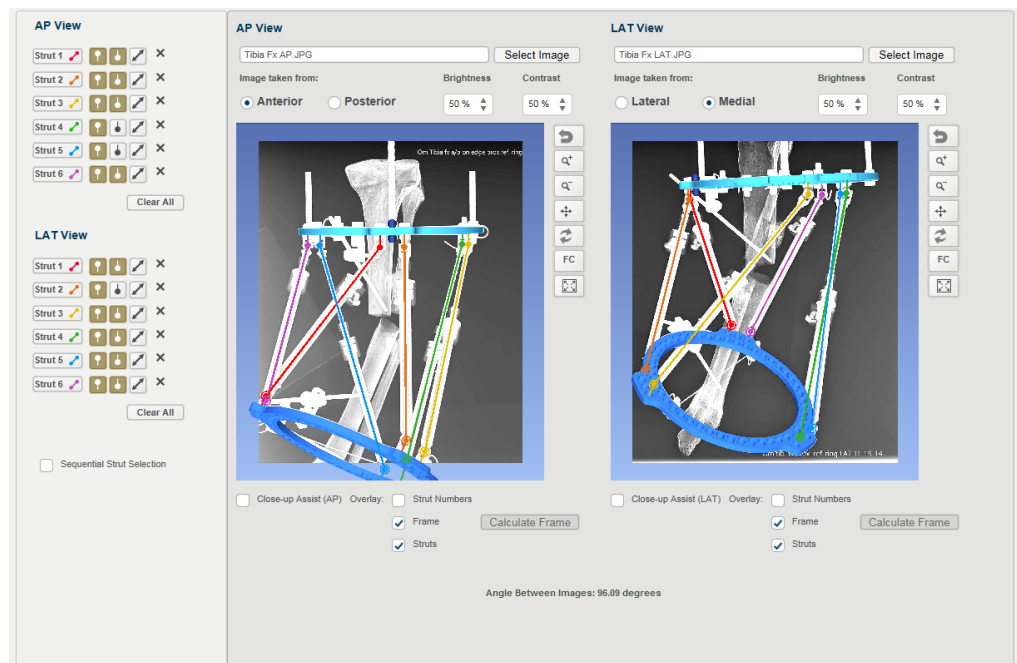 AP View
Strut 1
Strut 2
Strut 3
Strut 4
Strut 5
Strut 6
Clear All
LAT View
Strut 1
Strut 2
Strut 3
Strut 4
Strut 5
Strut 6
Clear All
Sequential Strut Selection
AP View
Tibia Fx AP.JPG Select Image
Image taken from: Brightness Contrast
Anterior Posterior 50 % 50 %
FC
Close-up Assist (AP) Overlay: Strut Numbers
Frame Calculate Frame
Struts
LAT View
Tibia Fx LAT.JPG Select Image
Image taken from: Brightness Contrast
Lateral Medial 50 % 50 %
FC
Close-up Assist (LAT) Overlay: Strut Numbers
Frame Calculate Frame
Struts
Angle Between Images: 96.09 degrees